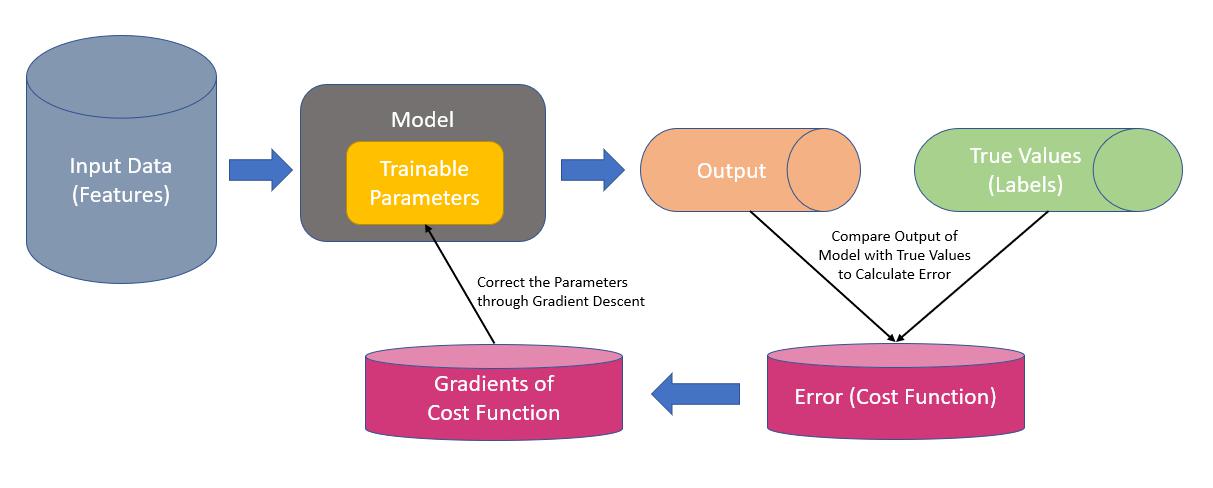 Input Data
(Features)
Model
Trainable
Parameters
Output
True Values
(Labels)
Compare Output of
Model with True Values
to Calculate Error
Correct the Parameters
through Gradient Descent
Gradients of
Cost Function
Error (Cost Function)